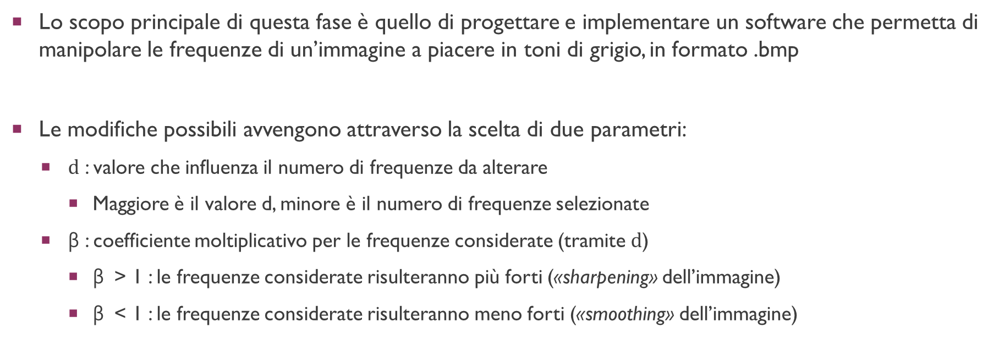 Lo scopo principale di questa fase è quello di progettare e implementare un software che permetta di
manipolare le frequenze di un’immagine a piacere in toni di grigio, in formato .bmp
Le modifiche possibili avvengono attraverso la scelta di due parametri:
d : valore che influenza il numero di frequenze da alterare
Maggiore è il valore d, minore è il numero di frequenze selezionate
β : coefficiente moltiplicativo per le frequenze considerate (tramite d)
β > 1 : le frequenze considerate risulteranno più forti («sharpening» dell’immagine)
β < 1 : le frequenze considerate risulteranno meno forti («smoothing» dell’immagine)